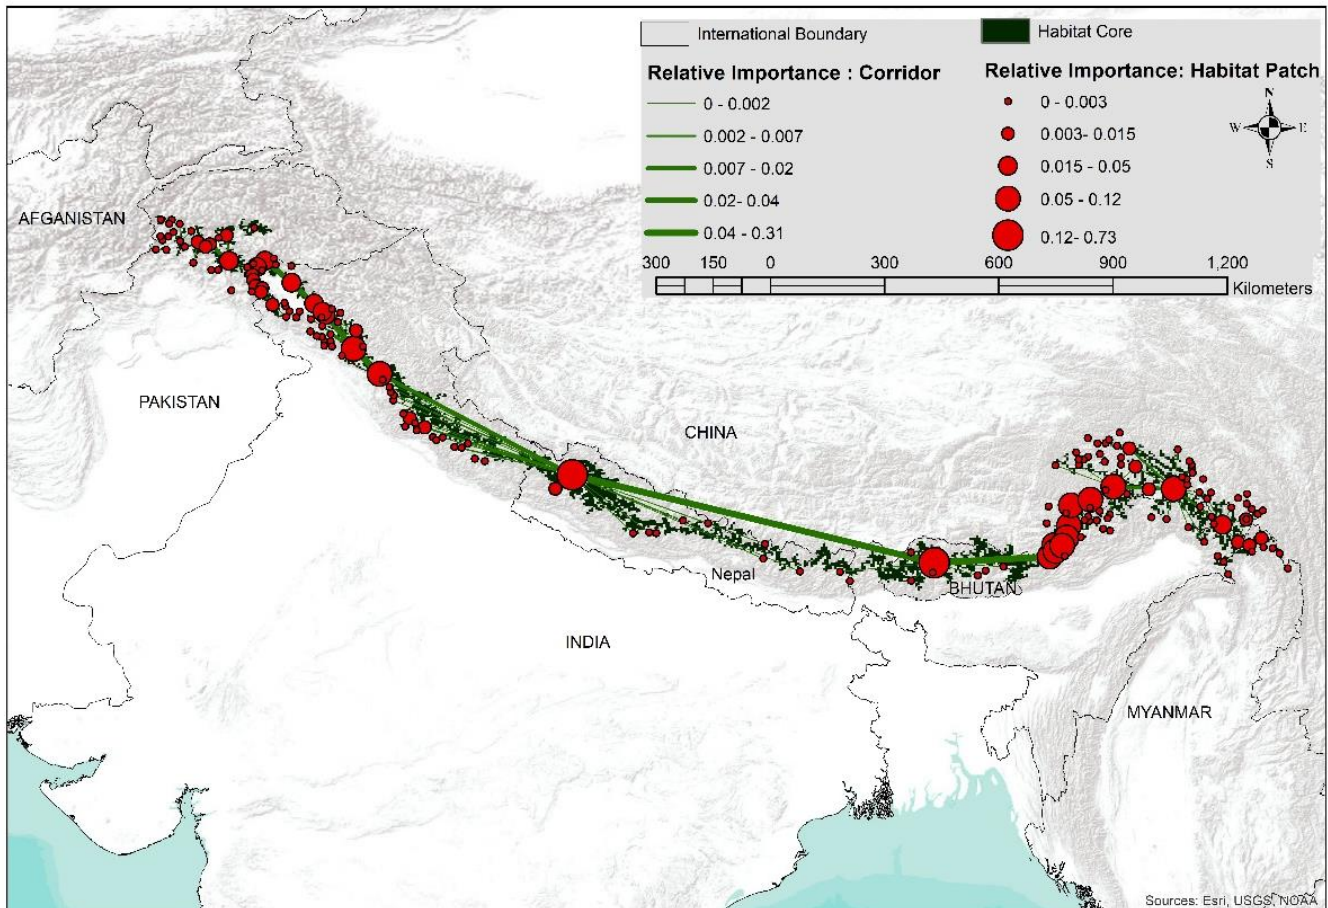 International Boundary
Habitat Core
Relative Importance : Corridor
0 - 0.002
0.002 - 0.007
0.007 - 0.02
0.02- 0.04
0.04 - 0.31
Relative Importance: Habitat Patch
0 - 0.003
0.003- 0.015
0.015 - 0.05
0.05 - 0.12
0.12- 0.73
N
W E
S
300 150 0 300 600 900 1,200
Kilometers
AFGANISTAN
PAKISTAN
CHINA
Nepal
BHUTAN
INDIA
MYANMAR
Sources: Esri, USGS, NOAA